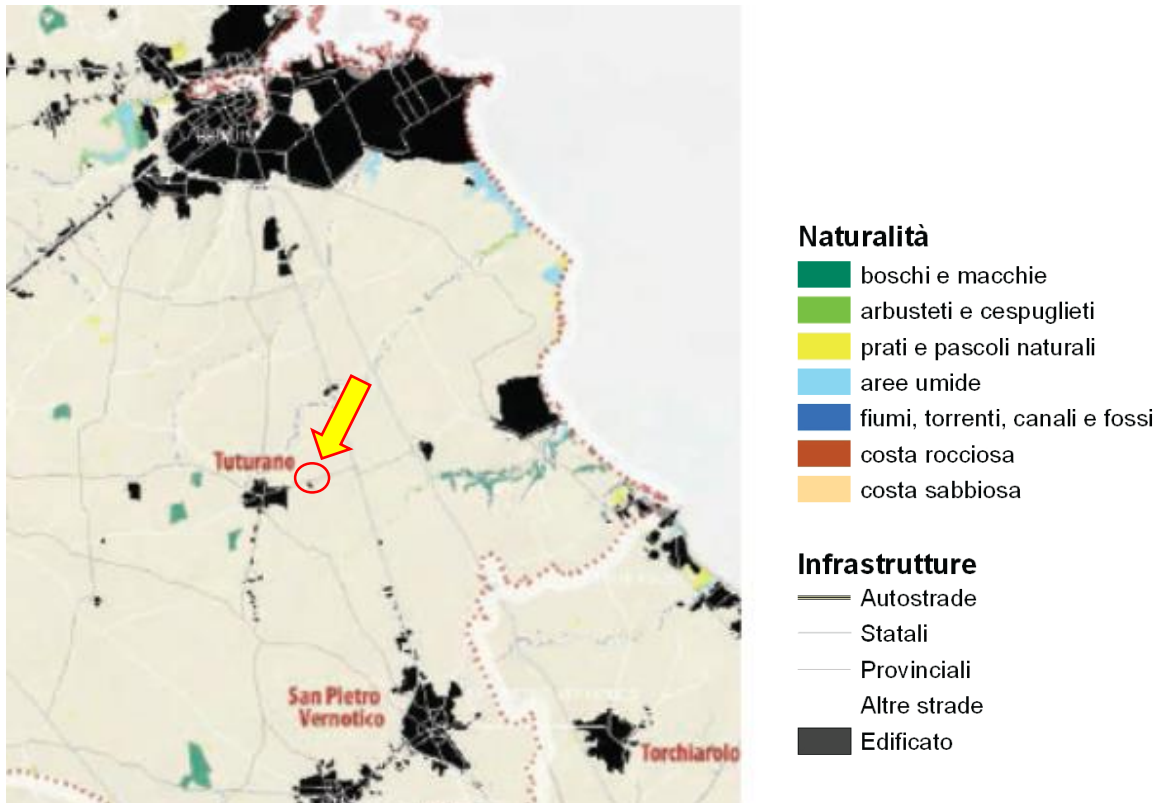 Tuturano
San Pietro
Vernotico
Torchiarolo
Naturalità
boschi e macchie
arbusteti e cespuglieti
prati e pascoli naturali
aree umide
fiumi, torrenti, canali e fossi
costa rocciosa
costa sabbiosa
Infrastrutture
Autostrade
Statali
Provinciali
Altre strade
Edificato